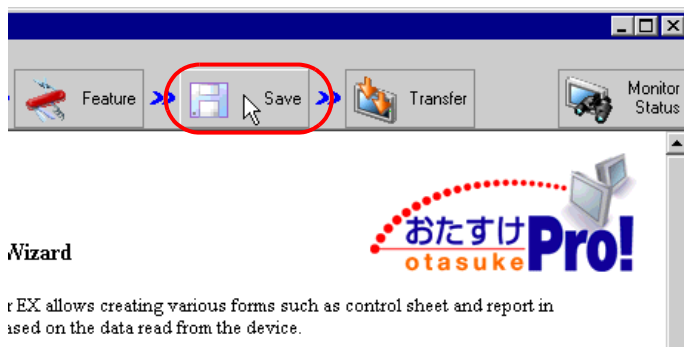 Feature
Save
Transfer
Monitor
Status
おたすけ
otasuke
Pro!
Wizard
r EX allows creating various forms such as control sheet and report in
ased on the data read from the device.